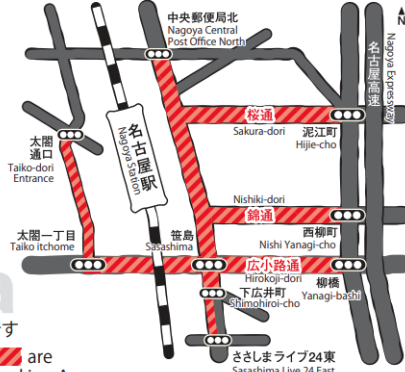 中央郵便局北
Nagoya Central
Post Office North
N
名古屋高速
Nagoya Expressway
桜通
Sakura-dori
泥江町
Hijie-cho
太閤
通口
Taiko-dori
Entrance
名古屋駅
Nagoya Station
Nishiki-dori
錦通
西柳町
Nishi Yanagi-cho
太閤一丁目
Taiko itchome
笹島
Sasashima
広小路通
Hirokoji-dori
柳橋
Yanagi-bashi
下広井町
Shimohiroi-cho
す
are
ささしまライブ24東
Sasashima Live 24 East